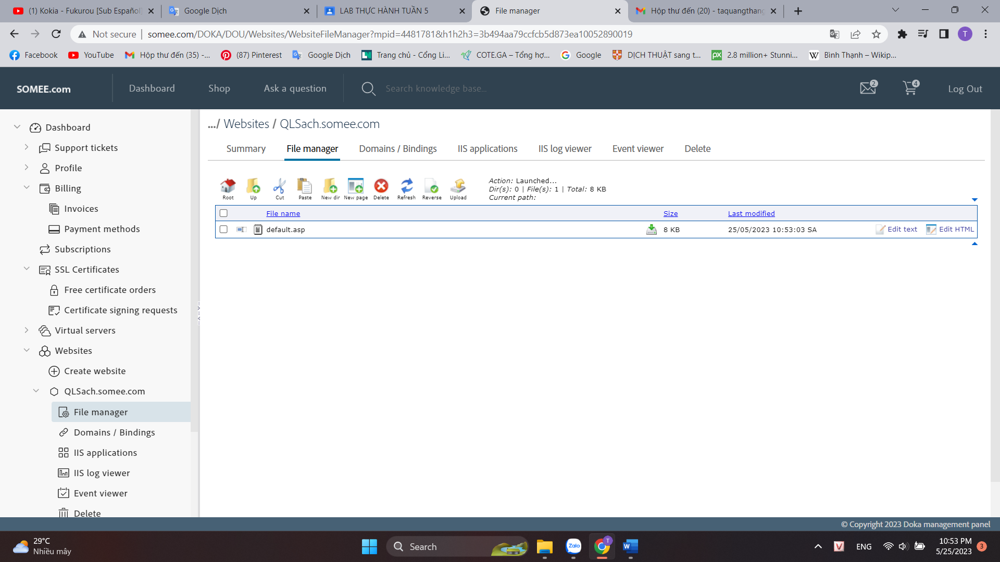 (1) Kokia - Fukurou [Sub Español]
Google Dịch
LAB THỰC HÀNH TUẦN 5
File manager
Hộp thư đến (20) - taquangthang
Not secure
somee.com/DOKA/DOU/Websites/WebsiteFileManager?mpid=4481781&h1h2h3=3b494aa79ccfcb5d873ea10052890019
T
Facebook
YouTube
Hộp thư đến (35) -...
(87) Pinterest
Google Dịch
Trang chủ - Cổng Li...
COTE.GA – Tổng hợ...
Google
DỊCH THUẬT sang t...
2.8 million+ Stunni...
Bình Thạnh – Wikip...
SOMEE.com
Dashboard
Shop
Ask a question
Search knowledge base...
2
4
Log Out
Dashboard
Support tickets
Profile
Billing
Invoices
Payment methods
Subscriptions
SSL Certificates
Free certificate orders
Certificate signing requests
Virtual servers
Websites
Create website
QLSach.somee.com
File manager
Domains / Bindings
IIS applications
IIS log viewer
Event viewer
Delete
.../ Websites / QLSach.somee.com
Summary
File manager
Domains / Bindings
IIS applications
IIS log viewer
Event viewer
Delete
Root
Up
Cut
Paste
New dir
New page
Delete
Refresh
Reverse
Upload
Action: Launched...
Dir(s): 0 | File(s): 1 | Total: 8 KB
Current path:
File name
Size
Last modified
default.asp
8 KB
25/05/2023 10:53:03 SA
Edit text
Edit HTML
© Copyright 2023 Doka management panel
29°C
Nhiều mây
Search
Zalo
T
W
V
ENG
10:53 PM
5/25/2023
3